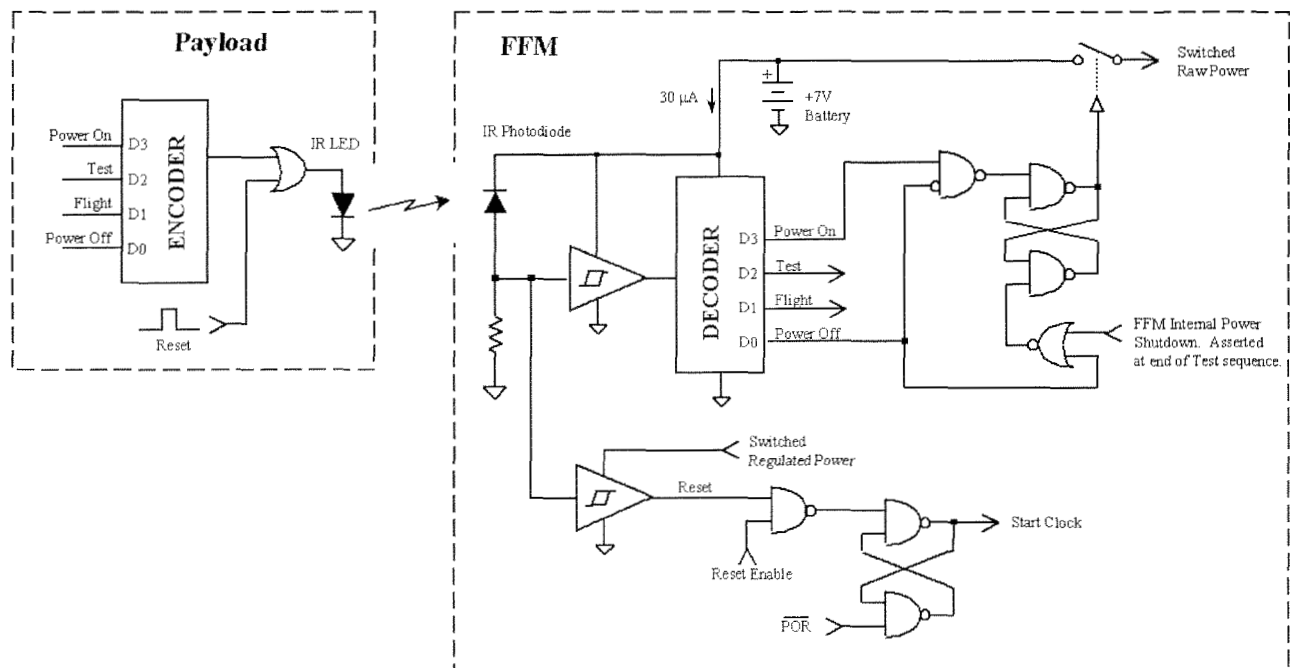 Payload
FFM
Switched
Raw Power
30 µA
+
+7V
Battery
IR Photodiode
IR LED
Power On
D3
Test
D2
Flight
D1
Power Off
D0
ENCODER
Reset
DECODER
D3
Power On
D2
Test
D1
Flight
D0
Power Off
FFM Internal Power
Shutdown. Asserted
at end of Test sequence.
Switched
Regulated Power
Reset
Start Clock
Reset Enable
POR